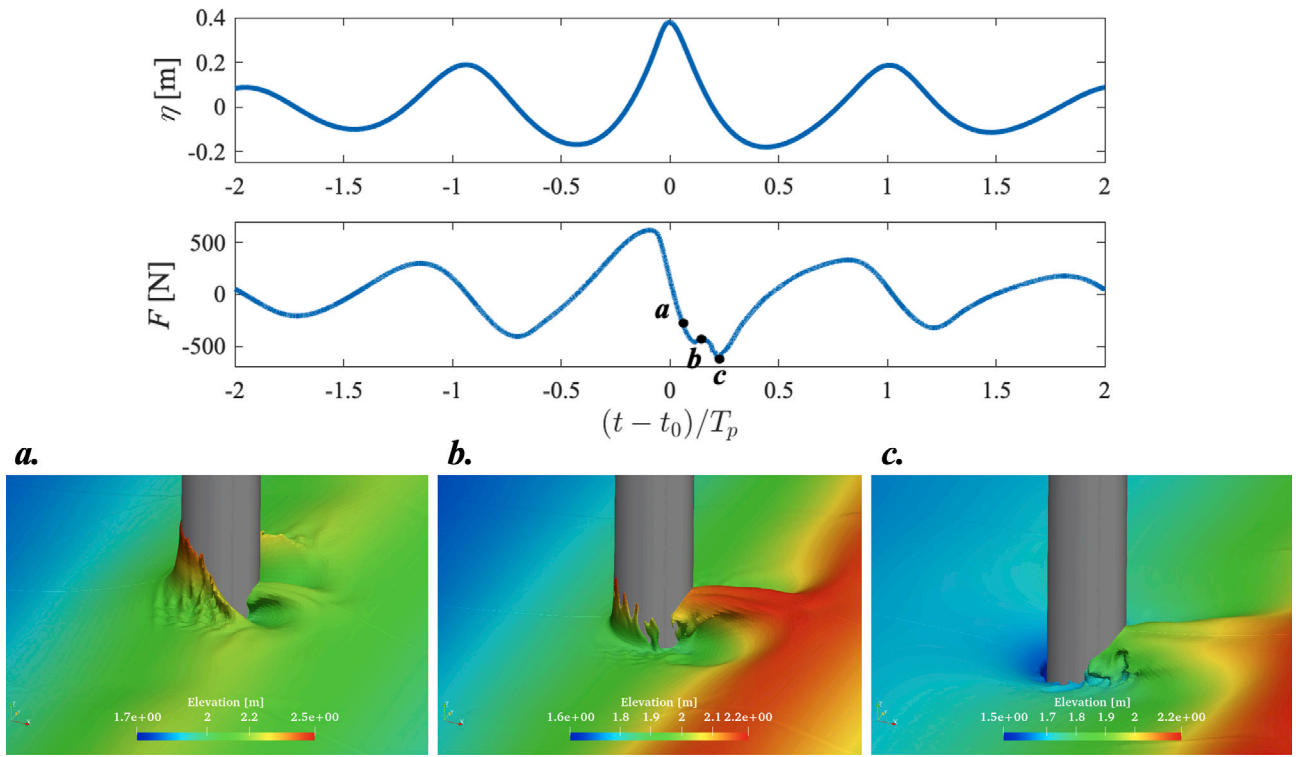 η [m]
0.4
0.2
0
-0.2
-2 -1.5 -1 -0.5 0 0.5 1 1.5 2
F [N]
500
0
-500
a
b
c
-2 -1.5 -1 -0.5 0 0.5 1 1.5 2
(t − t₀)/Tₚ
a. b. c.
Elevation [m]
1.7e+00 2 2.2 2.5e+00
Elevation [m]
1.6e+00 1.8 1.9 2 2.1 2.2e+00
Elevation [m]
1.5e+00 1.7 1.8 1.9 2 2.2e+00